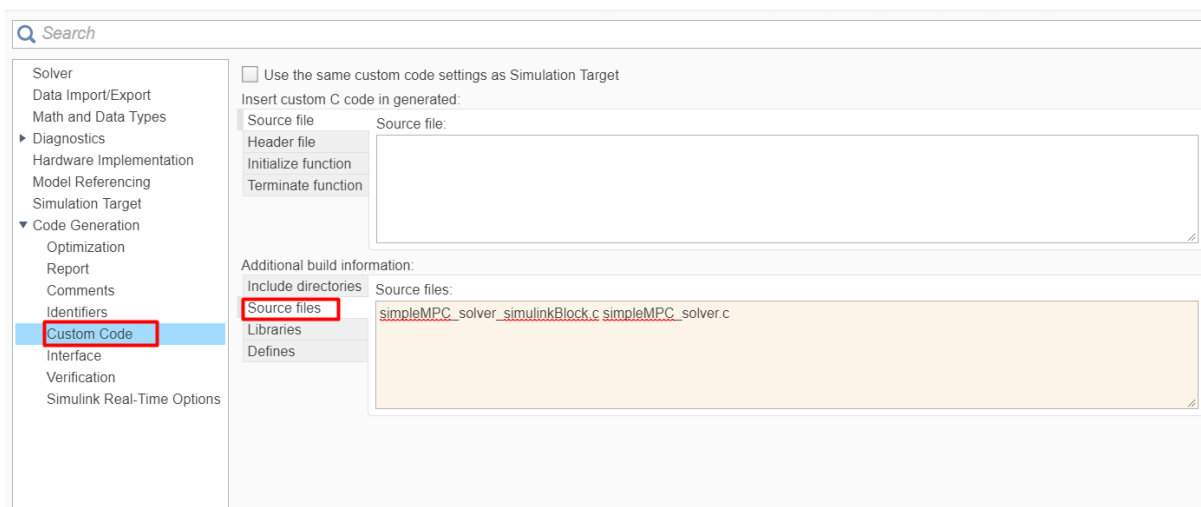 Search
Solver
Data Import/Export
Math and Data Types
Diagnostics
Hardware Implementation
Model Referencing
Simulation Target
Code Generation
Optimization
Report
Comments
Identifiers
Custom Code
Interface
Verification
Simulink Real-Time Options
Use the same custom code settings as Simulation Target
Insert custom C code in generated:
Source file
Header file
Initialize function
Terminate function
Source file:
Additional build information:
Include directories
Source files
Libraries
Defines
Source files:
simpleMPC_solver_simulinkBlock.c simpleMPC_solver.c